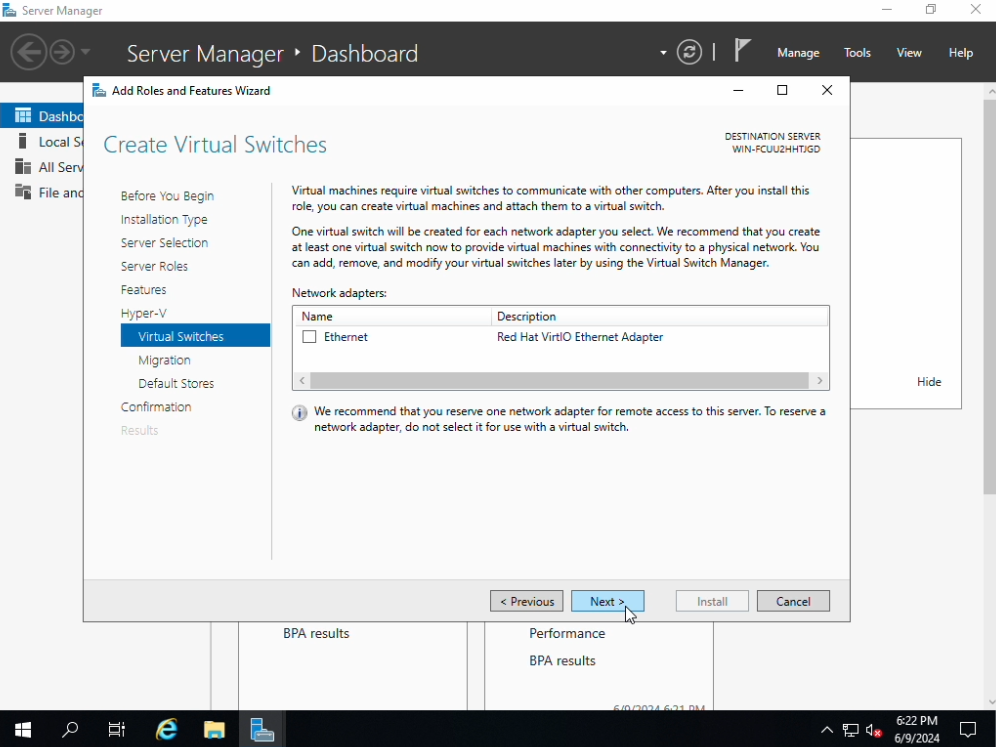 Server Manager
Server Manager ‣ Dashboard
Manage
Tools
View
Help
Add Roles and Features Wizard
Dashbo
Local Se
All Serv
File and
Create Virtual Switches
DESTINATION SERVER
WIN-FCUU2HHTJGD
Before You Begin
Installation Type
Server Selection
Server Roles
Features
Hyper-V
Virtual Switches
Migration
Default Stores
Confirmation
Results
Virtual machines require virtual switches to communicate with other computers. After you install this
role, you can create virtual machines and attach them to a virtual switch.
One virtual switch will be created for each network adapter you select. We recommend that you create
at least one virtual switch now to provide virtual machines with connectivity to a physical network. You
can add, remove, and modify your virtual switches later by using the Virtual Switch Manager.
Network adapters:
Name
Description
Ethernet
Red Hat VirtIO Ethernet Adapter
We recommend that you reserve one network adapter for remote access to this server. To reserve a
network adapter, do not select it for use with a virtual switch.
Hide
< Previous
Next >
Install
Cancel
BPA results
Performance
BPA results
6/9/2024 6:21 PM
6:22 PM
6/9/2024